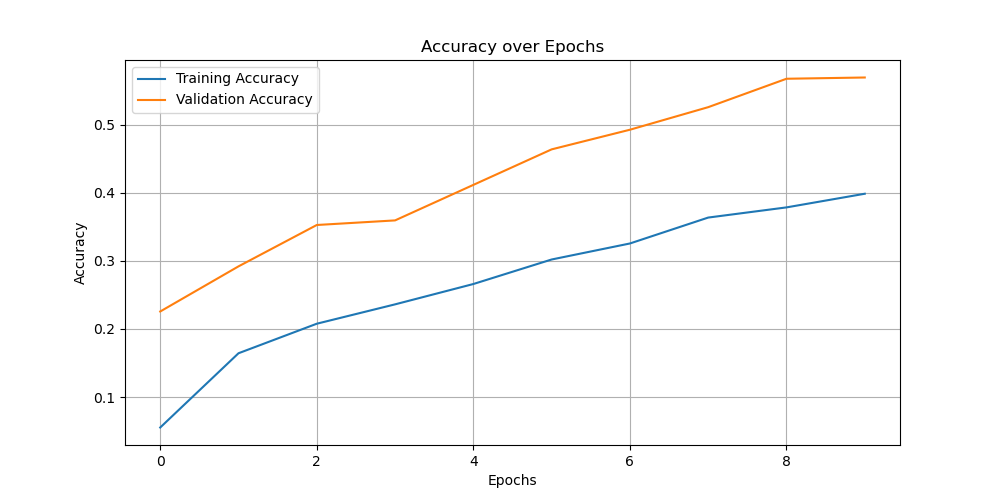 Accuracy over Epochs
Training Accuracy
Validation Accuracy
Accuracy
0.5
0.4
0.3
0.2
0.1
0 2 4 6 8
Epochs